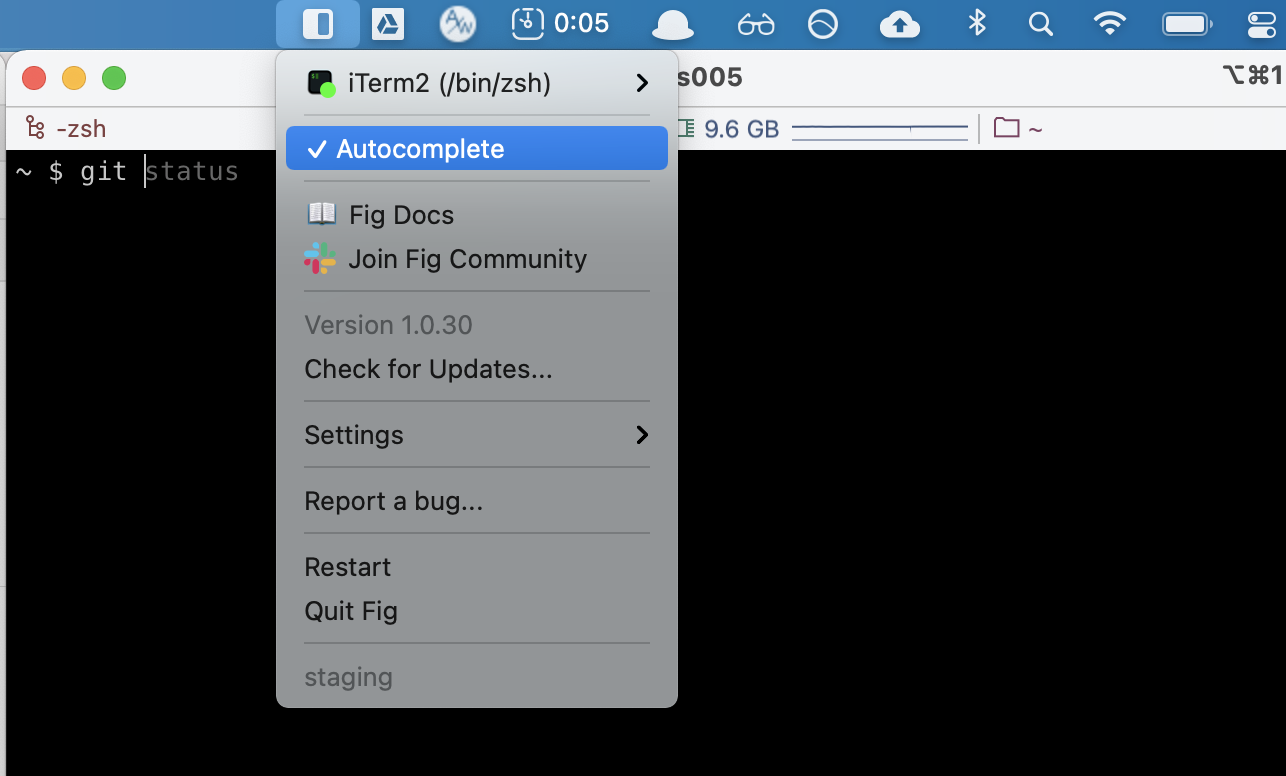 0:05
iTerm2 (/bin/zsh)
s005
⌥⌘1
-zsh
9.6 GB
~
✓ Autocomplete
~ $ git status
Fig Docs
Join Fig Community
Version 1.0.30
Check for Updates...
Settings
Report a bug...
Restart
Quit Fig
staging